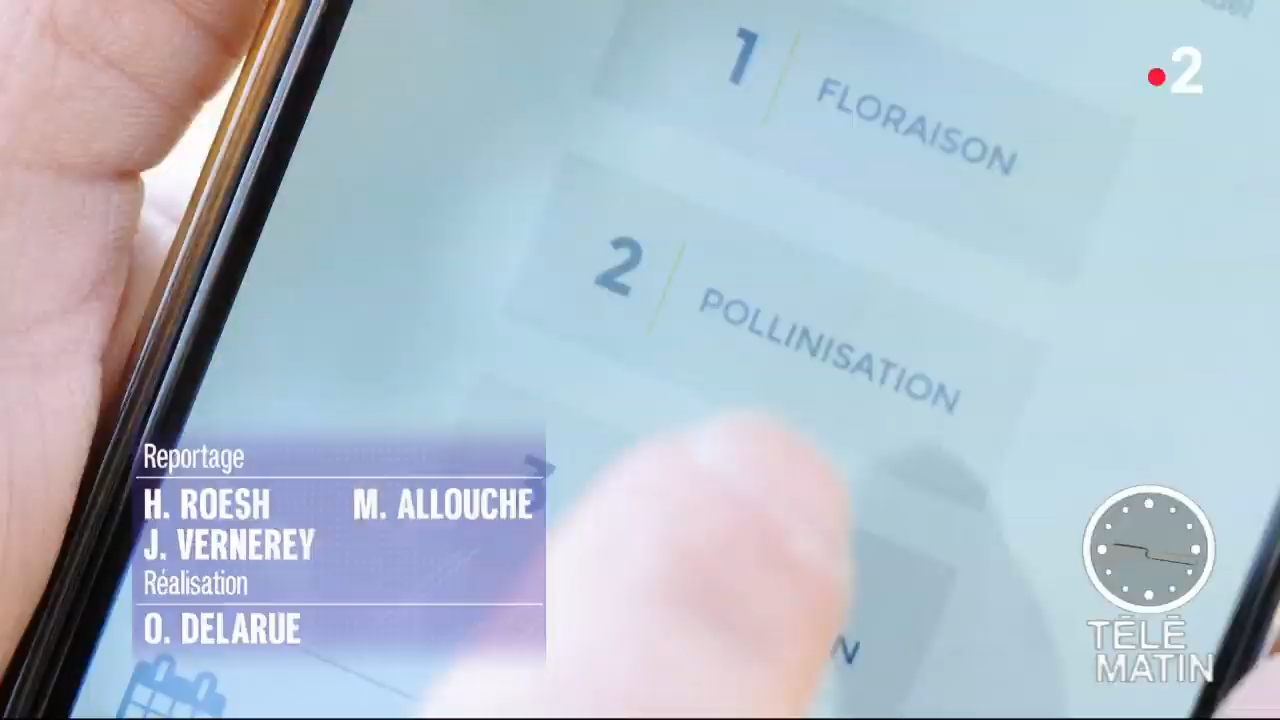 1 FLORAISON
2
2 POLLINISATION
Reportage
H. ROESH M. ALLOUCHE
J. VERNEREY
Réalisation
O. DELARUE
TÉLÉ
MATIN